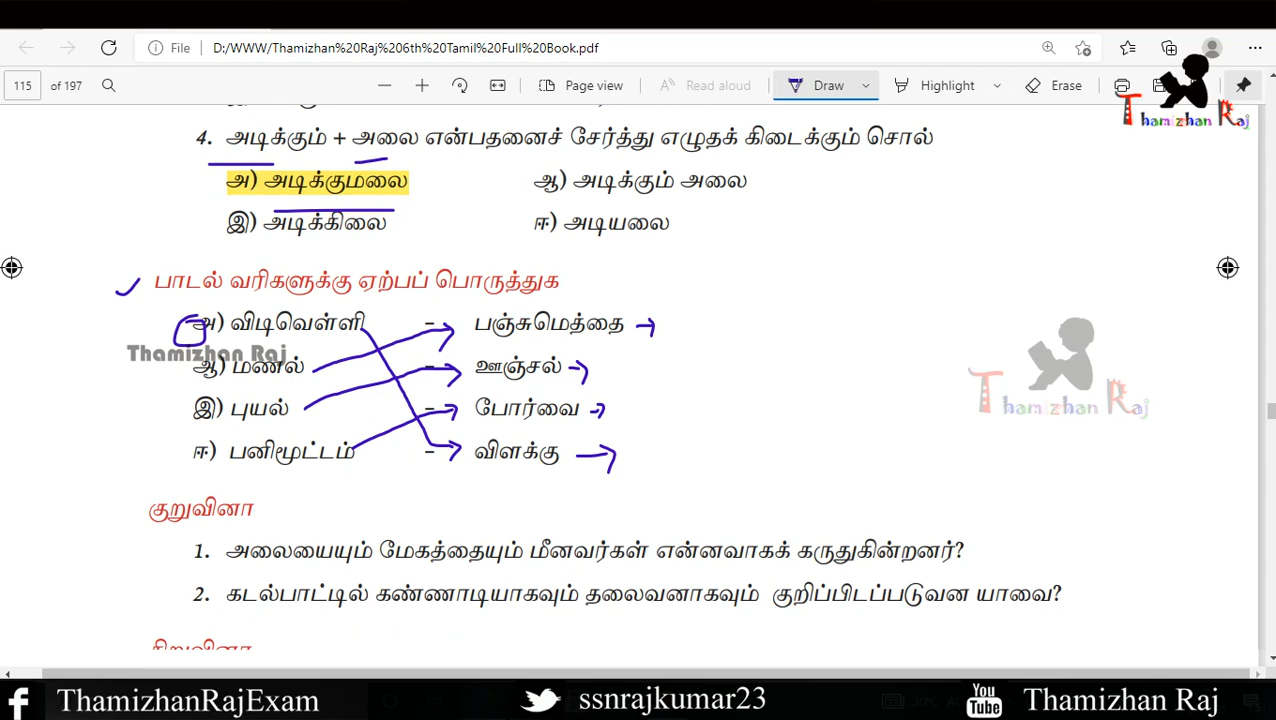 File D:/WWW/Thamizhan%20Raj%206th%20Tamil%20Full%20Book.pdf
115 of 197 Page view Read aloud Draw Highlight Erase
Thamizhan Raj
4. அடிக்கும் + அலை என்பதனைச் சேர்த்து எழுதக் கிடைக்கும் சொல்
அ) அடிக்குமலை ஆ) அடிக்கும் அலை
இ) அடிக்கிலை ஈ) அடியலை
பாடல் வரிகளுக்கு ஏற்பப் பொருத்துக
அ) விடிவெள்ளி - பஞ்சுமெத்தை
Thamizhan Raj
ஆ) மணல் - ஊஞ்சல்
Thamizhan Raj
இ) புயல் - போர்வை
ஈ) பனிமூட்டம் - விளக்கு
குறுவினா
1. அலையையும் மேகத்தையும் மீனவர்கள் என்னவாகக் கருதுகின்றனர்?
2. கடல்பாட்டில் கண்ணாடியாகவும் தலைவனாகவும் குறிப்பிடப்படுவன யாவை?
f ThamizhanRajExam ssnrajkumar23 You Tube Thamizhan Raj